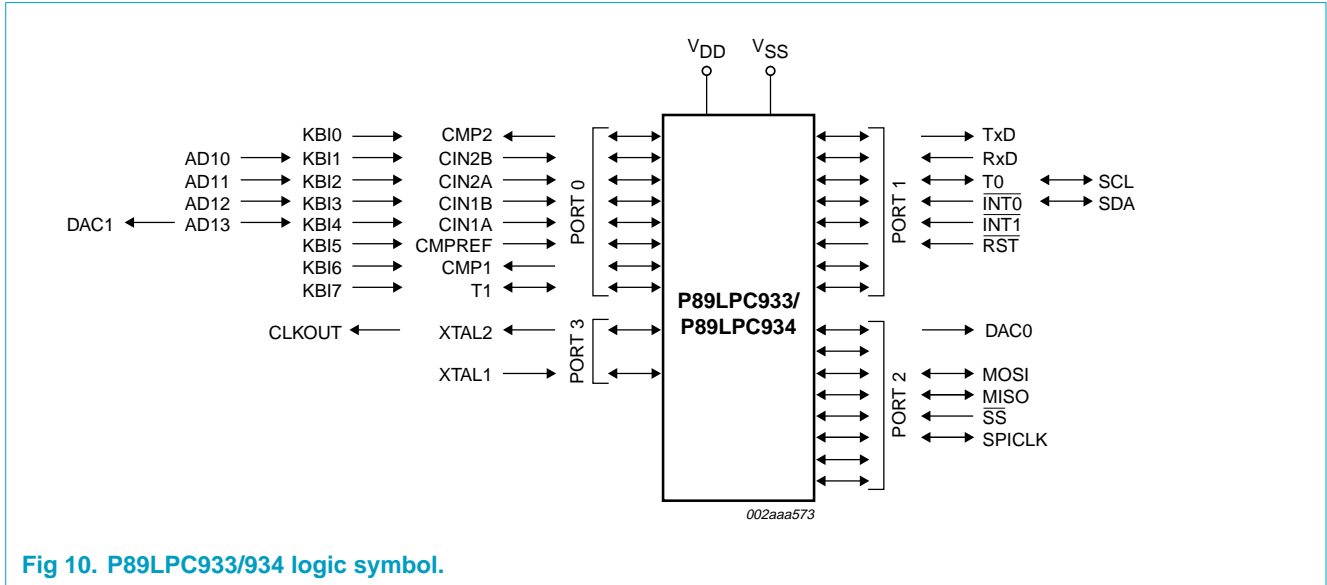 VDD VSS
KBI0 CMP2 TxD
AD10 KBI1 CIN2B RxD
AD11 KBI2 CIN2A T0 SCL
AD12 KBI3 CIN1B INT0 SDA
DAC1 AD13 KBI4 CIN1A INT1
KBI5 CMPREF RST
KBI6 CMP1
KBI7 T1
PORT 0
PORT 1
P89LPC933/
P89LPC934
CLKOUT XTAL2 DAC0
XTAL1 MOSI
MISO
SS
SPICLK
PORT 3
PORT 2
002aaa573
Fig 10. P89LPC933/934 logic symbol.